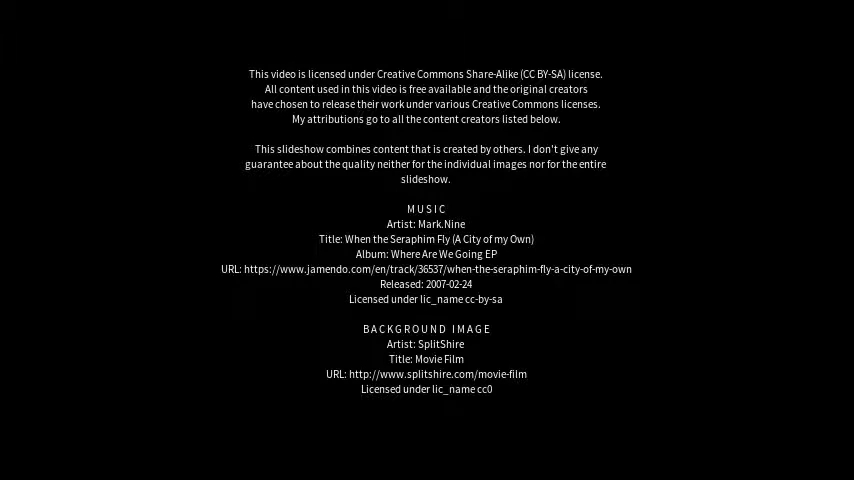 This video is licensed under Creative Commons Share-Alike (CC BY-SA) license.
All content used in this video is free available and the original creators
have chosen to release their work under various Creative Commons licenses.
My attributions go to all the content creators listed below.
This slideshow combines content that is created by others. I don't give any
guarantee about the quality neither for the individual images nor for the entire
slideshow.
MUSIC
Artist: Mark.Nine
Title: When the Seraphim Fly (A City of my Own)
Album: Where Are We Going EP
URL: https://www.jamendo.com/en/track/36537/when-the-seraphim-fly-a-city-of-my-own
Released: 2007-02-24
Licensed under lic_name cc-by-sa
BACKGROUND IMAGE
Artist: SplitShire
Title: Movie Film
URL: http://www.splitshire.com/movie-film
Licensed under lic_name cc0